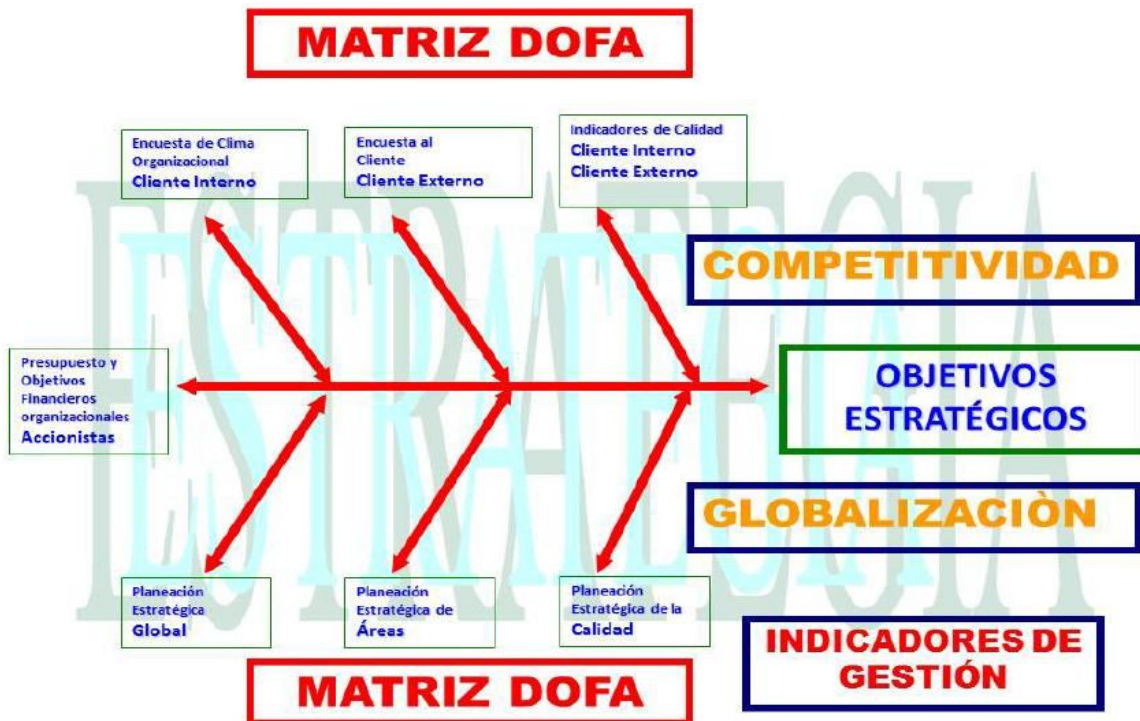 MATRIZ DOFA
Encuesta de Clima
Organizacional
Cliente Interno
Encuesta al
Cliente
Cliente Externo
Indicadores de Calidad
Cliente Interno
Cliente Externo
ESTRATEGIA
ESTRATEGIA
COMPETITIVIDAD
Presupuesto y
Objetivos
Financieros
organizacionales
Accionistas
OBJETIVOS
ESTRATÉGICOS
GLOBALIZACIÒN
Planeación
Estratégica
Global
Planeación
Estratégica de
Áreas
Planeación
Estratégica de la
Calidad
INDICADORES DE
GESTIÓN
MATRIZ DOFA